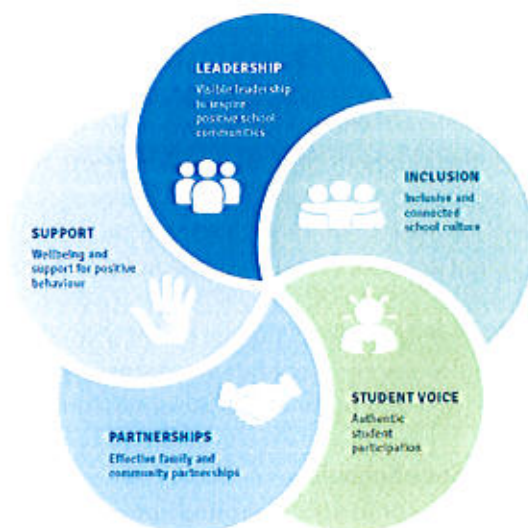 LEADERSHIP
Visible leadership
to inspire
positive school
communities
INCLUSION
Inclusive and
connected
school culture
STUDENT VOICE
Authentic
student
participation
PARTNERSHIPS
Effective family and
community partnerships
SUPPORT
Wellbeing and
support for positive
behaviour